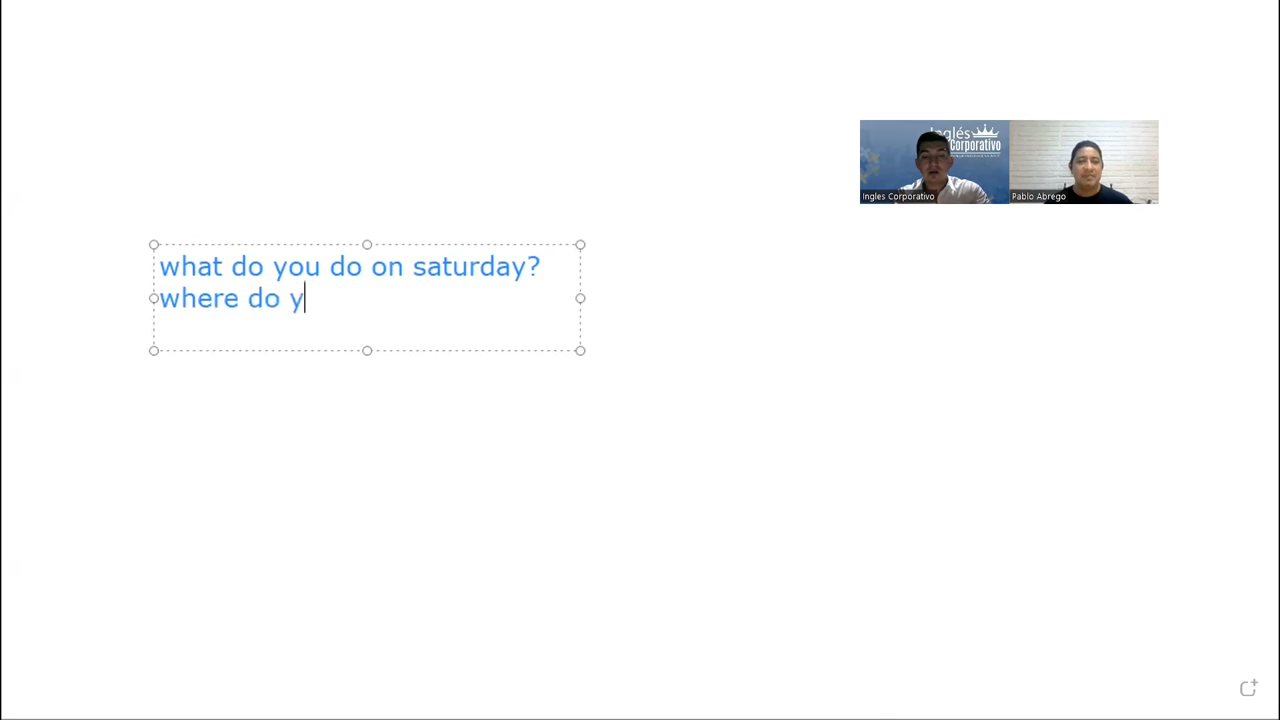 Inglés
Corporativo
Ingles Corporativo
Pablo Abrego
what do you do on saturday?
where do y